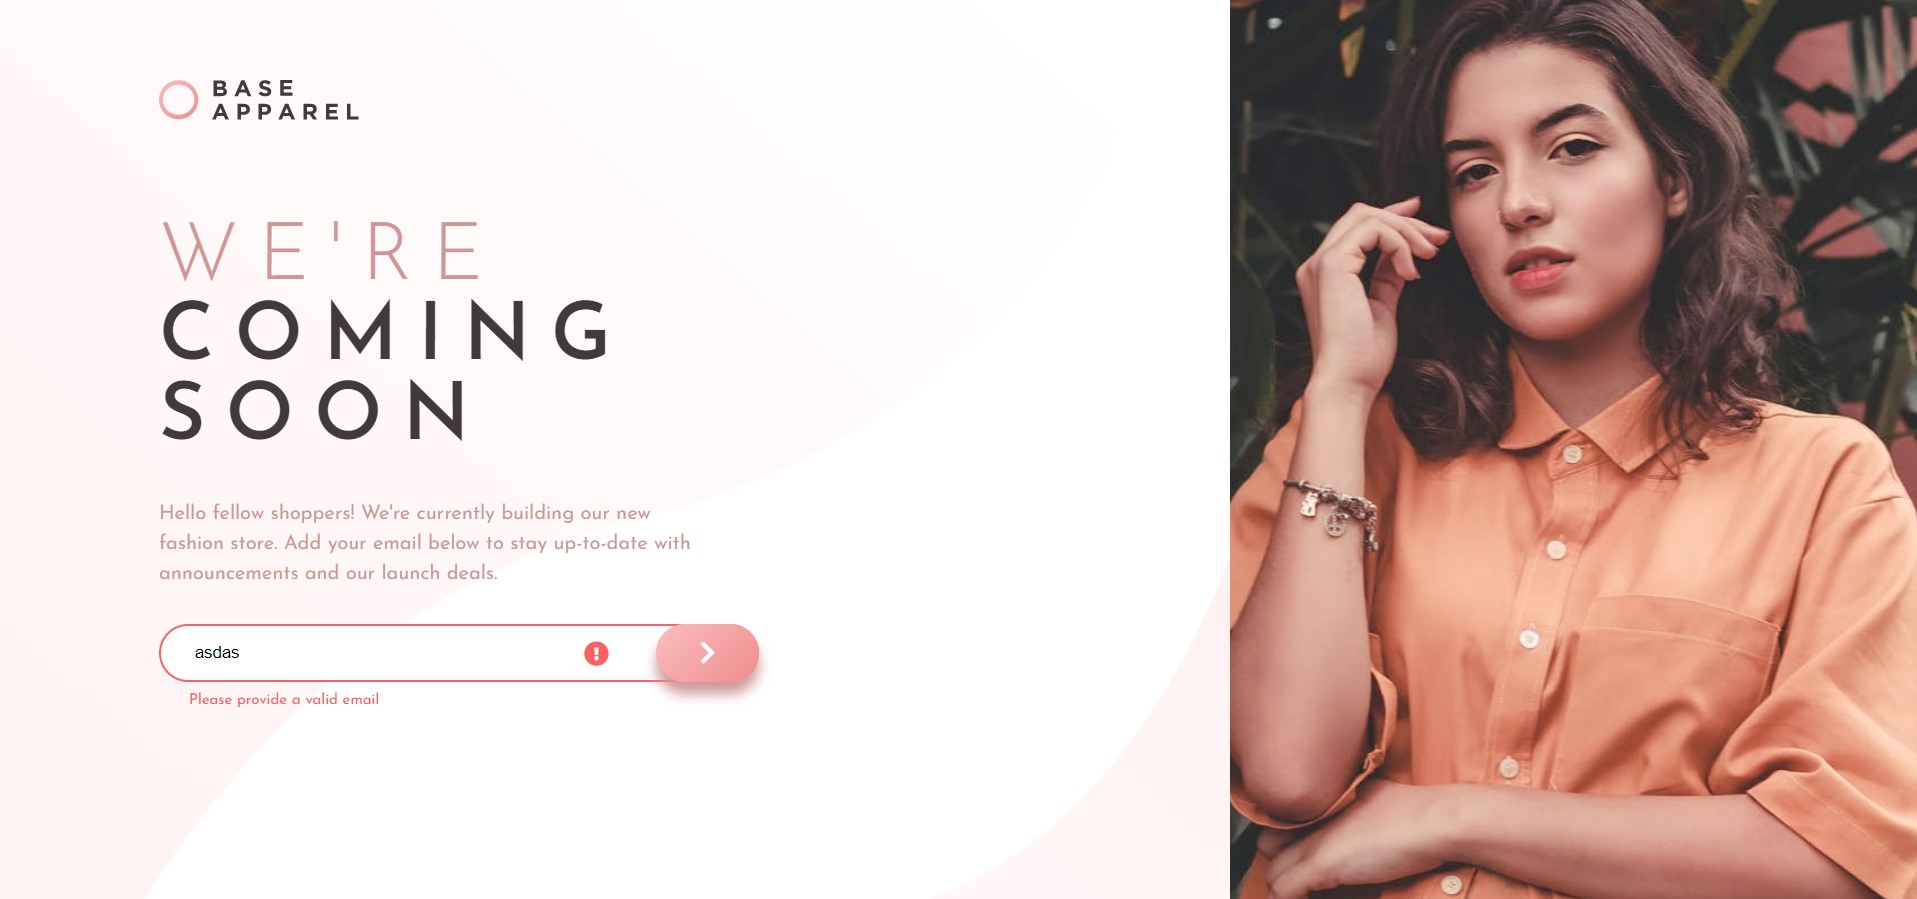 BASE
APPAREL
WE'RE
COMING
SOON
Hello fellow shoppers! We're currently building our new
fashion store. Add your email below to stay up-to-date with
announcements and our launch deals.
asdas
Please provide a valid email